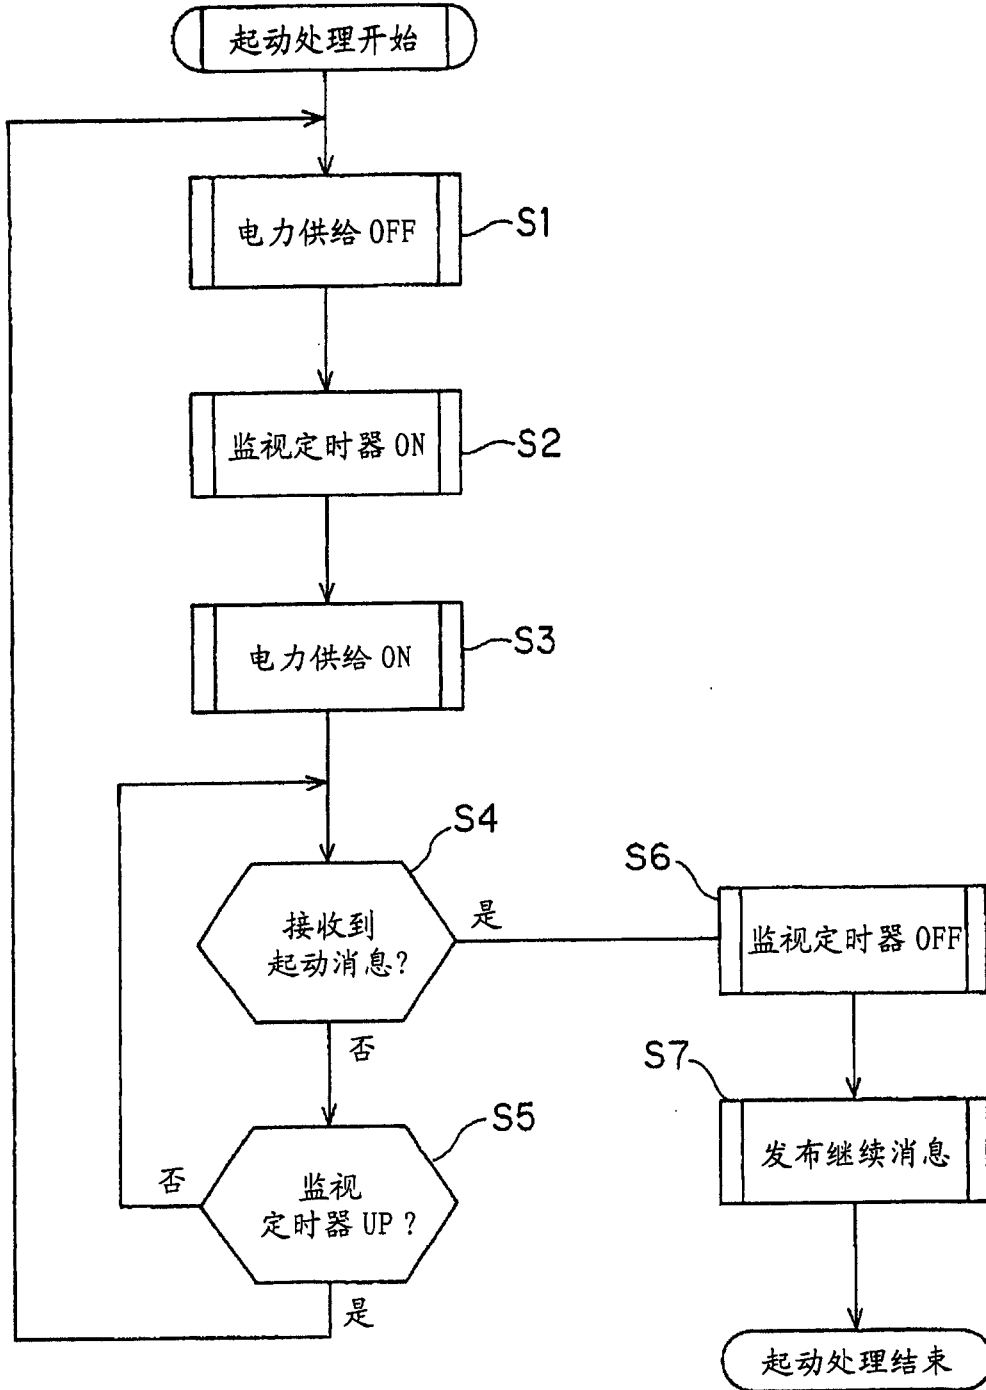 起动处理开始
电力供给 OFF
S1
监视定时器 ON
S2
电力供给 ON
S3
S4
接收到
起动消息?
是
否
S5
监视
定时器 UP ?
否
是
S6
监视定时器 OFF
S7
发布继续消息
起动处理结束